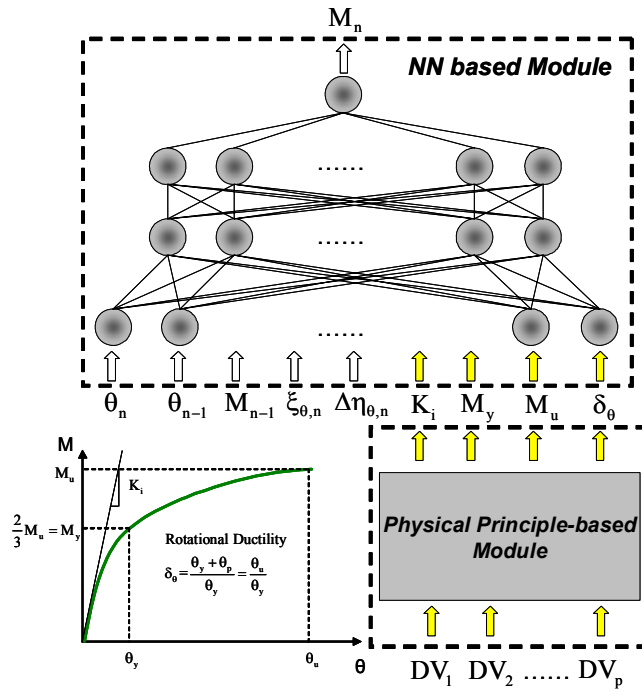 M_n
NN based Module
......
......
......
θ_n θ_{n-1} M_{n-1} ξ_{θ,n} Δη_{θ,n} K_i M_y M_u δ_θ
M
M_u
K_i
2/3 M_u = M_y
Rotational Ductility
δ_θ = (θ_y + θ_p)/θ_y = θ_u/θ_y
θ_y θ_u θ
Physical Principle-based
Module
DV_1 DV_2 ...... DV_p